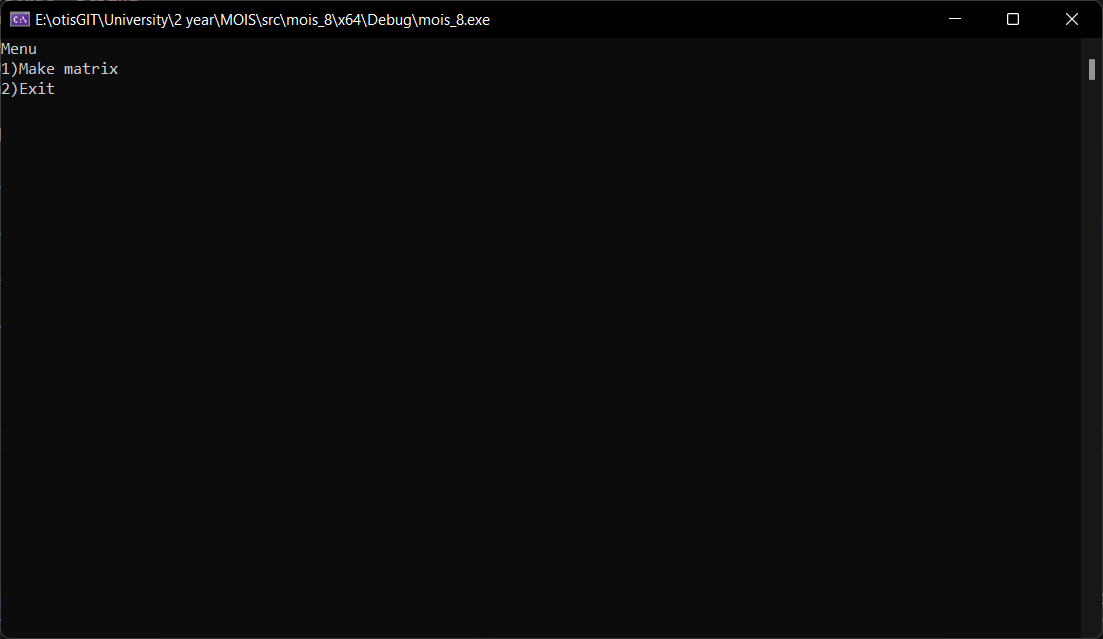 E:\otisGIT\University\2 year\MOIS\src\mois_8\x64\Debug\mois_8.exe
Menu
1)Make matrix
2)Exit